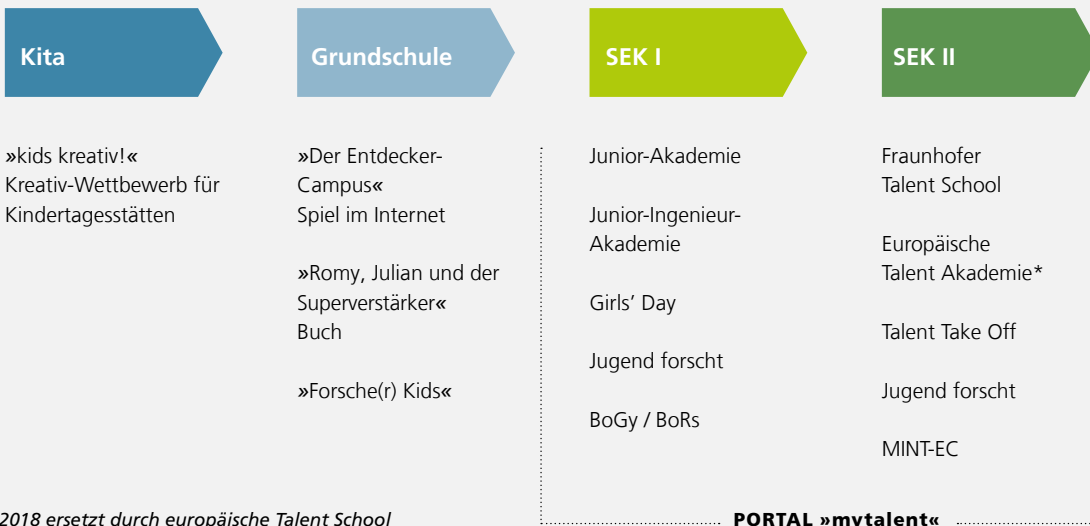 Kita
»kids kreativ!«
Kreativ-Wettbewerb für
Kindertagesstätten
Grundschule
»Der Entdecker-
Campus«
Spiel im Internet
»Romy, Julian und der
Superverstärker«
Buch
»Forsche(r) Kids«
SEK I
Junior-Akademie
Junior-Ingenieur-
Akademie
Girls’ Day
Jugend forscht
BoGy / BoRs
SEK II
Fraunhofer
Talent School
Europäische
Talent Akademie*
Talent Take Off
Jugend forscht
MINT-EC
2018 ersetzt durch europäische Talent School
PORTAL »mytalent«